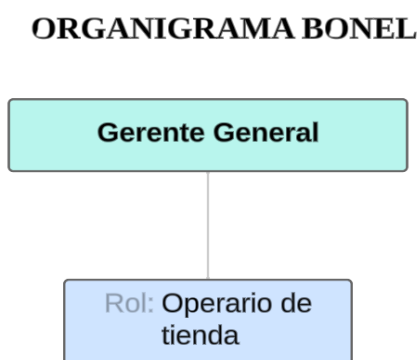 ORGANIGRAMA BONEL
Gerente General
Rol: Operario de
tienda